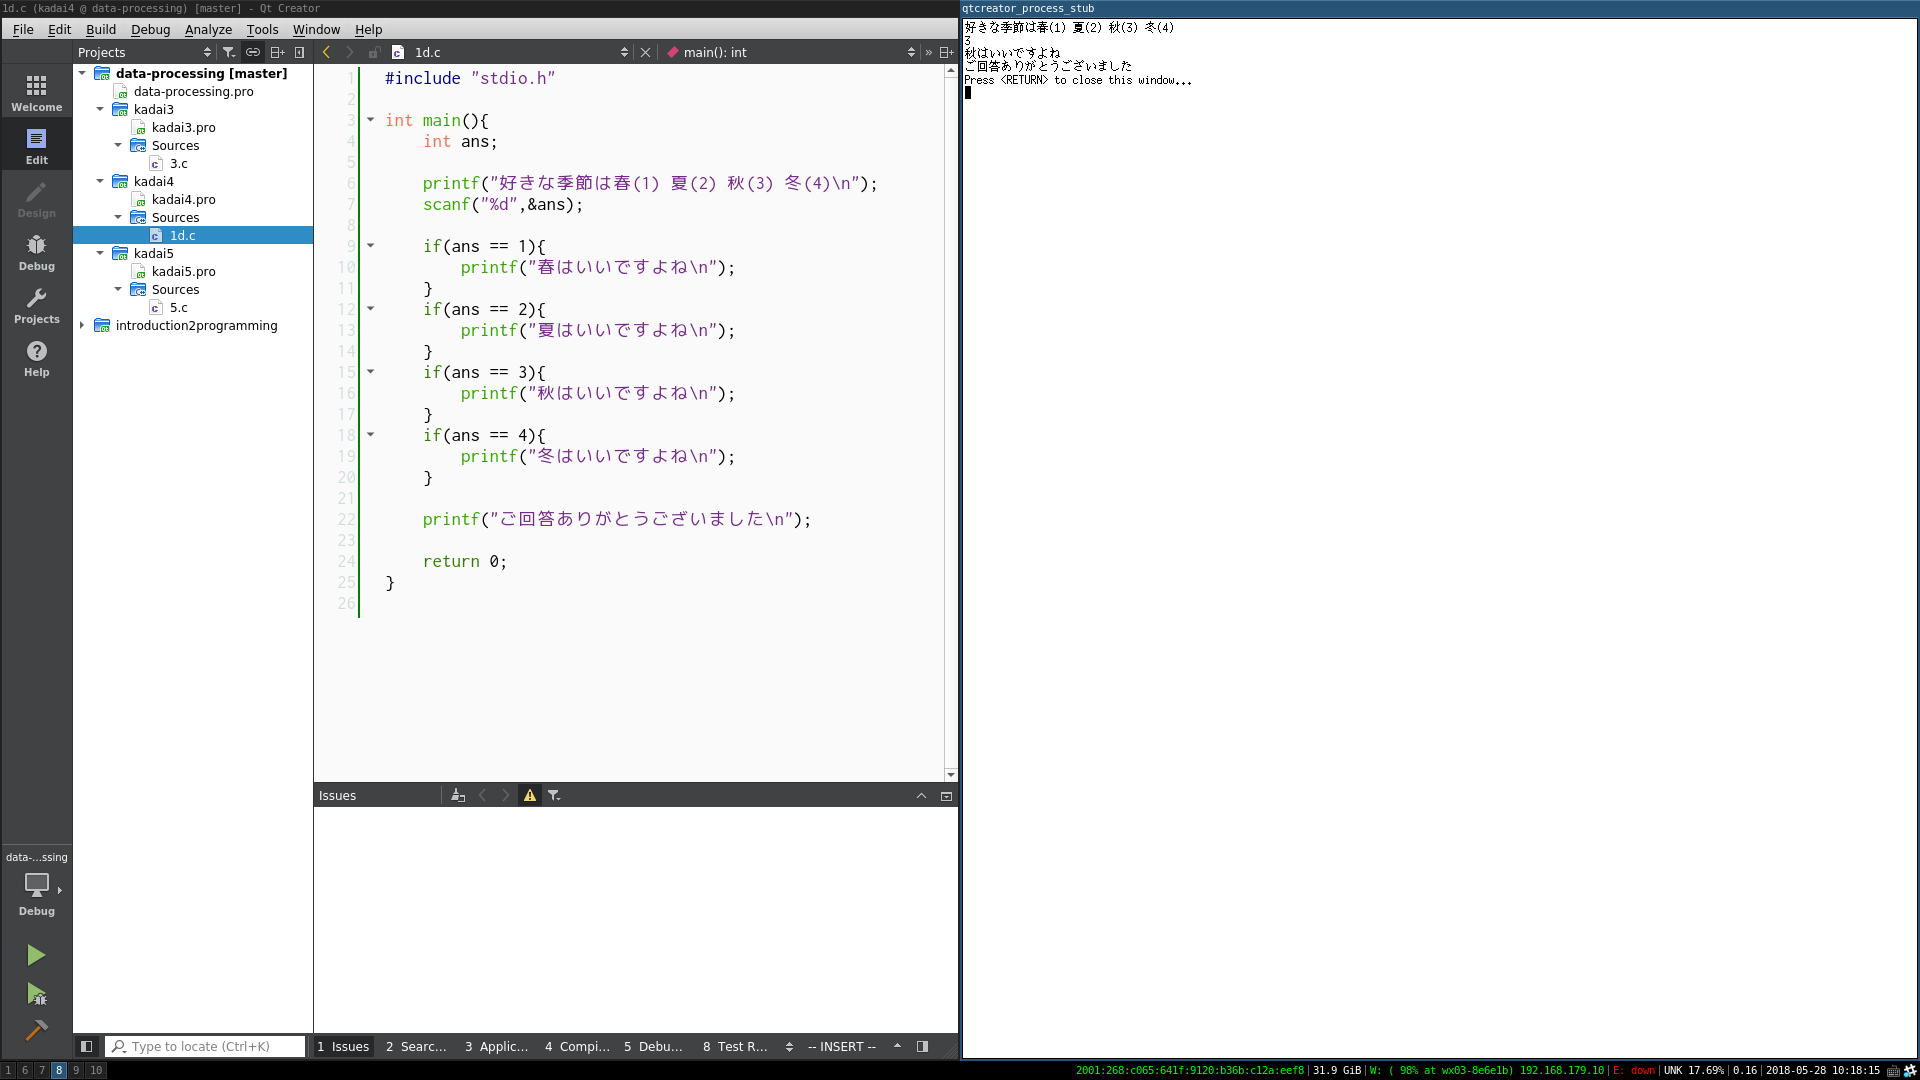 1d.c (kadai4 @ data-processing) [master] - Qt Creator
File Edit Build Debug Analyze Tools Window Help
Projects
1d.c
main(): int
»
Welcome
Edit
Design
Debug
Projects
Help
data-processing [master]
data-processing.pro
kadai3
kadai3.pro
Sources
3.c
kadai4
kadai4.pro
Sources
1d.c
kadai5
kadai5.pro
Sources
5.c
introduction2programming
1 #include "stdio.h"
2
3 int main(){
4 int ans;
5
6 printf("好きな季節は春(1) 夏(2) 秋(3) 冬(4)\n");
7 scanf("%d",&ans);
8
9 if(ans == 1){
10 printf("春はいいですよね\n");
11 }
12 if(ans == 2){
13 printf("夏はいいですよね\n");
14 }
15 if(ans == 3){
16 printf("秋はいいですよね\n");
17 }
18 if(ans == 4){
19 printf("冬はいいですよね\n");
20 }
21
22 printf("ご回答ありがとうございました\n");
23
24 return 0;
25 }
26
Issues
data-...ssing
Debug
Type to locate (Ctrl+K)
1 Issues 2 Searc... 3 Applic... 4 Compi... 5 Debu... 8 Test R... -- INSERT --
qtcreator_process_stub
好きな季節は春(1) 夏(2) 秋(3) 冬(4)
3
秋はいいですよね
ご回答ありがとうございました
Press <RETURN> to close this window...
1 6 7 8 9 10
2001:268:c065:641f:9120:b36b:c12a:eef8 | 31.9 GiB | W: ( 98% at wx03-8e6e1b) 192.168.179.10 | E: down | UNK 17.69% | 0.16 | 2018-05-28 10:18:15